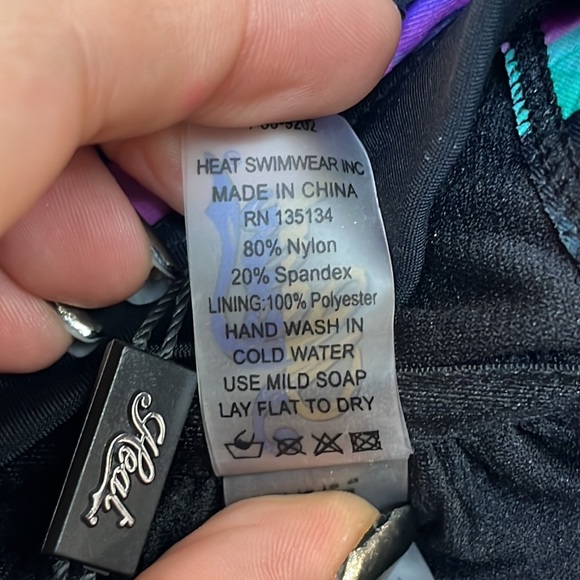 HEAT SWIMWEAR INC
MADE IN CHINA
RN 135134
80% Nylon
20% Spandex
LINING:100% Polyester
HAND WASH IN
COLD WATER
USE MILD SOAP
LAY FLAT TO DRY
Heat